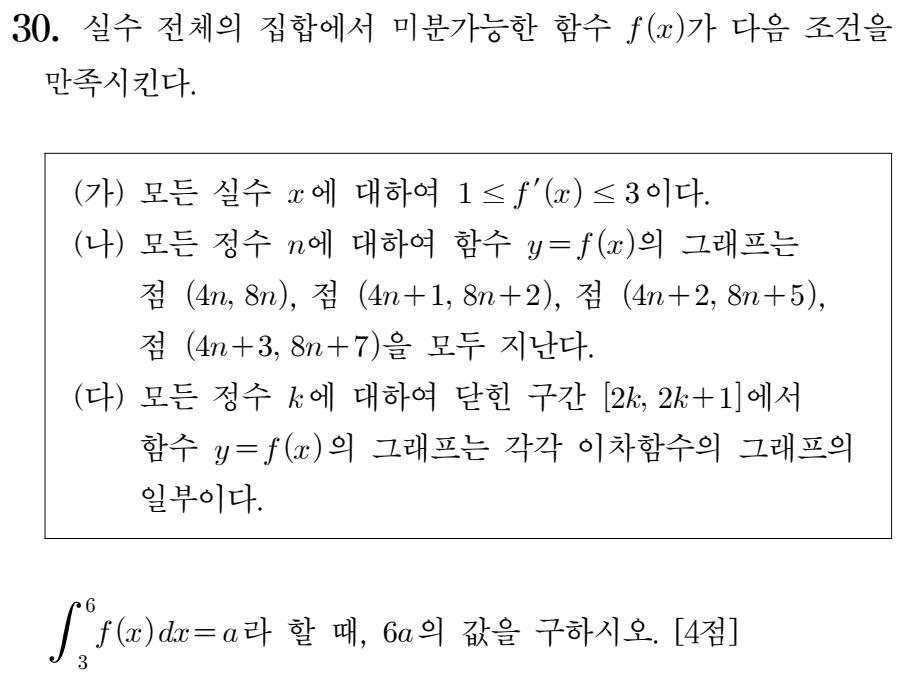 30. 실수 전체의 집합에서 미분가능한 함수 f(x)가 다음 조건을
만족시킨다.
(가) 모든 실수 x에 대하여 1≤f′(x)≤3이다.
(나) 모든 정수 n에 대하여 함수 y=f(x)의 그래프는
점 (4n, 8n), 점 (4n+1, 8n+2), 점 (4n+2, 8n+5),
점 (4n+3, 8n+7)을 모두 지난다.
(다) 모든 정수 k에 대하여 닫힌 구간 [2k, 2k+1]에서
함수 y=f(x)의 그래프는 각각 이차함수의 그래프의
일부이다.
∫₃⁶ f(x)dx=a라 할 때, 6a의 값을 구하시오. [4점]